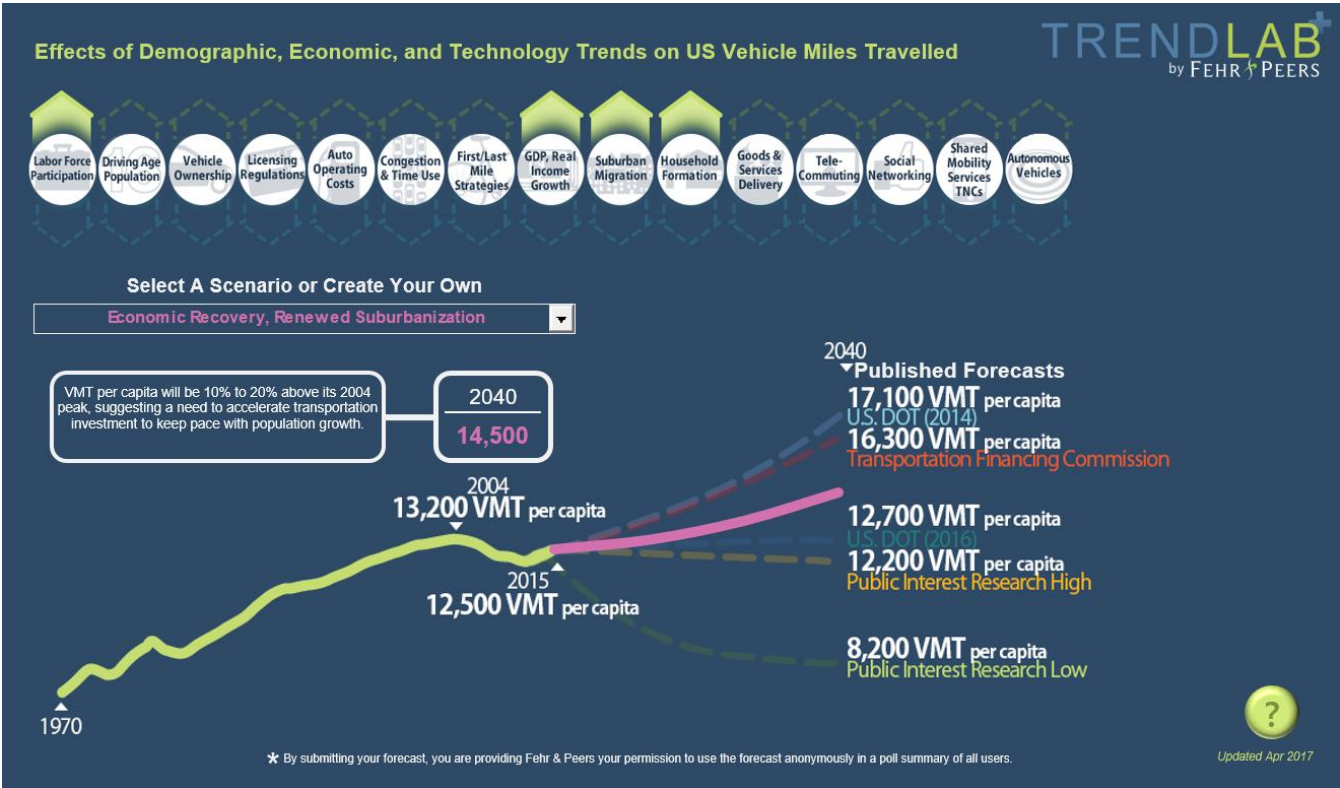 Effects of Demographic, Economic, and Technology Trends on US Vehicle Miles Travelled
TRENDLAB+
by FEHR PEERS
Labor Force
Participation
Driving Age
Population
Vehicle
Ownership
Licensing
Regulations
Auto
Operating
Costs
Congestion
& Time Use
First/Last
Mile
Strategies
GDP, Real
Income
Growth
Suburban
Migration
Household
Formation
Goods &
Services
Delivery
Tele-
Commuting
Social
Networking
Shared
Mobility
Services
TNCs
Autonomous
Vehicles
Select A Scenario or Create Your Own
Economic Recovery, Renewed Suburbanization
VMT per capita will be 10% to 20% above its 2004
peak, suggesting a need to accelerate transportation
investment to keep pace with population growth.
2040
14,500
2040
Published Forecasts
17,100 VMT per capita
U.S. DOT (2014)
16,300 VMT per capita
Transportation Financing Commission
2004
13,200 VMT per capita
12,700 VMT per capita
U.S. DOT (2016)
12,200 VMT per capita
Public Interest Research High
2015
12,500 VMT per capita
8,200 VMT per capita
Public Interest Research Low
1970
?
* By submitting your forecast, you are providing Fehr & Peers your permission to use the forecast anonymously in a poll summary of all users.
Updated Apr 2017